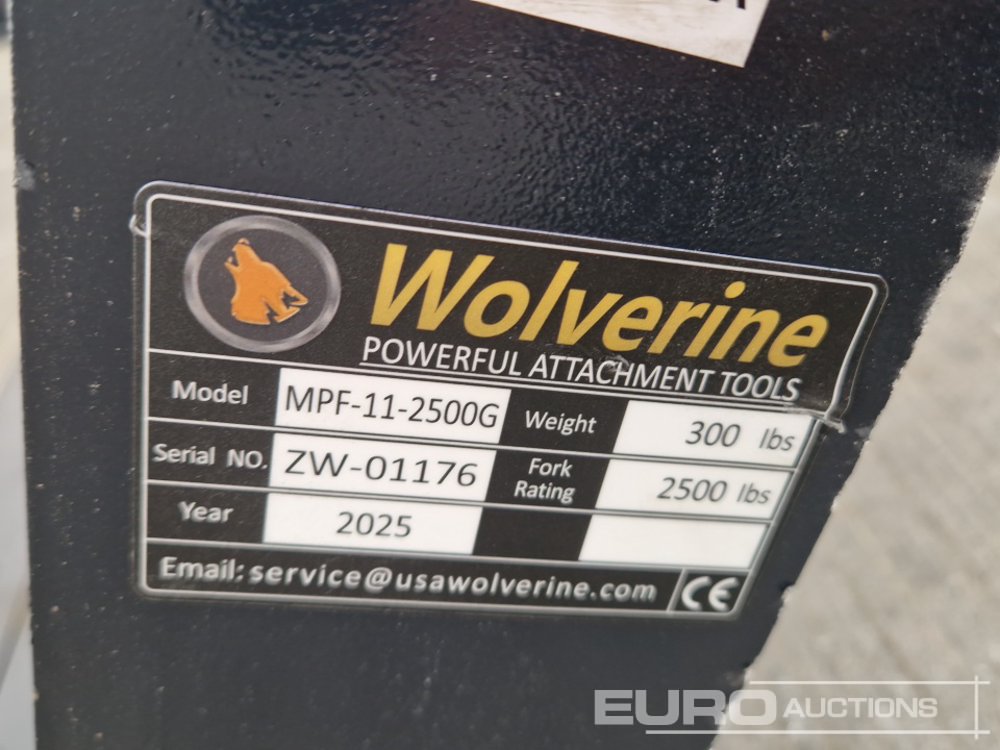 Wolverine
POWERFUL ATTACHMENT TOOLS
Model MPF-11-2500G Weight 300 lbs
Serial NO. ZW-01176 Fork Rating 2500 lbs
Year 2025
Email: service@usawolverine.com CE
EURO AUCTIONS